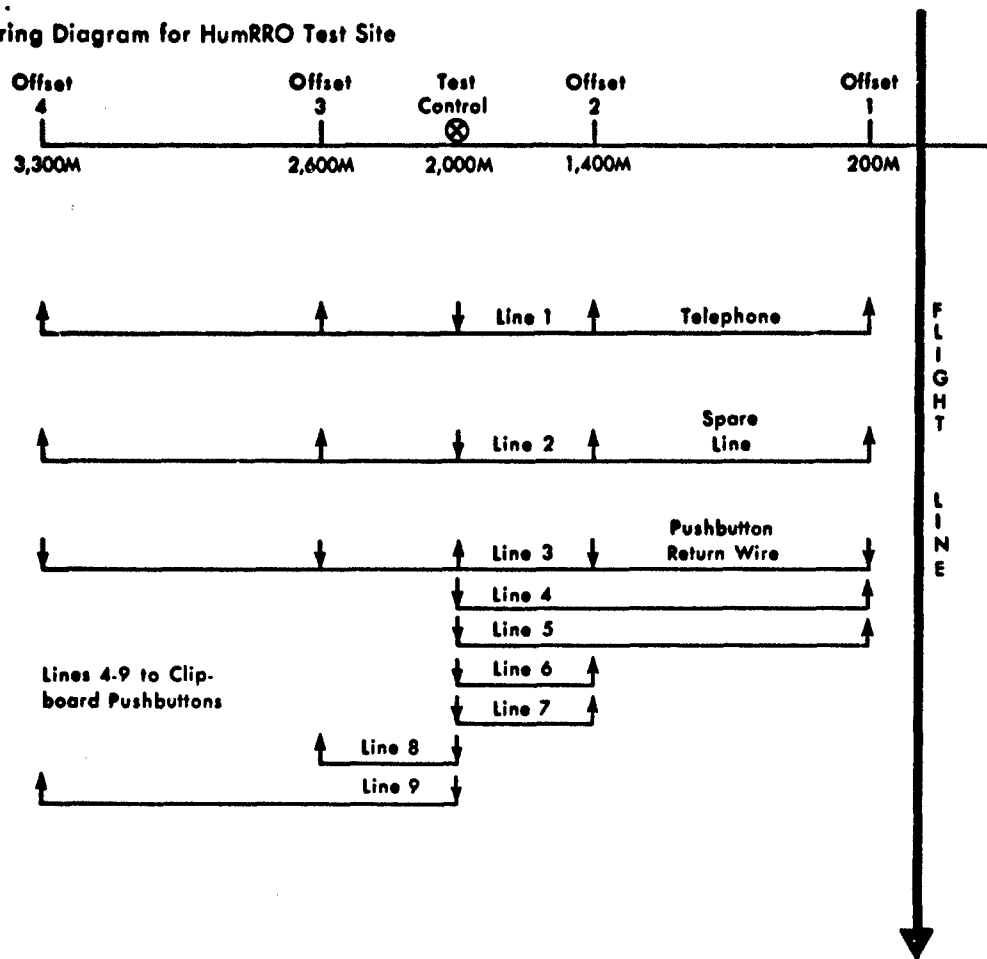 ring Diagram for HumRRO Test Site
Offset 4
Offset 3
Test Control
Offset 2
Offset 1
3,300M
2,600M
2,000M
1,400M
200M
Line 1
Telephone
Line 2
Spare Line
Line 3
Pushbutton
Return Wire
Line 4
Line 5
Line 6
Line 7
Line 8
Line 9
Lines 4-9 to Clip-
board Pushbuttons
FLIGHT LINE